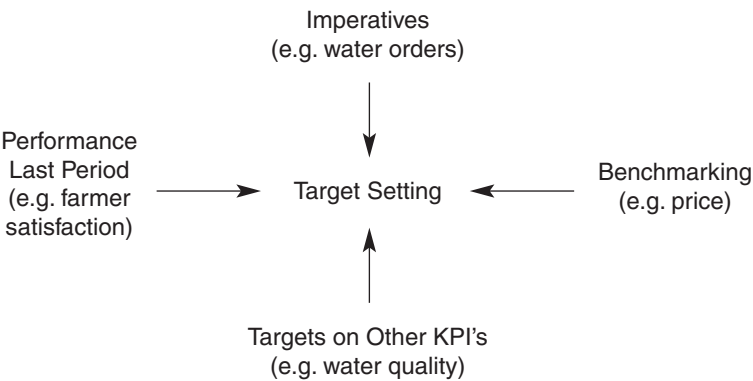 Imperatives
(e.g. water orders)
Performance
Last Period
(e.g. farmer
satisfaction)
Target Setting
Benchmarking
(e.g. price)
Targets on Other KPI's
(e.g. water quality)